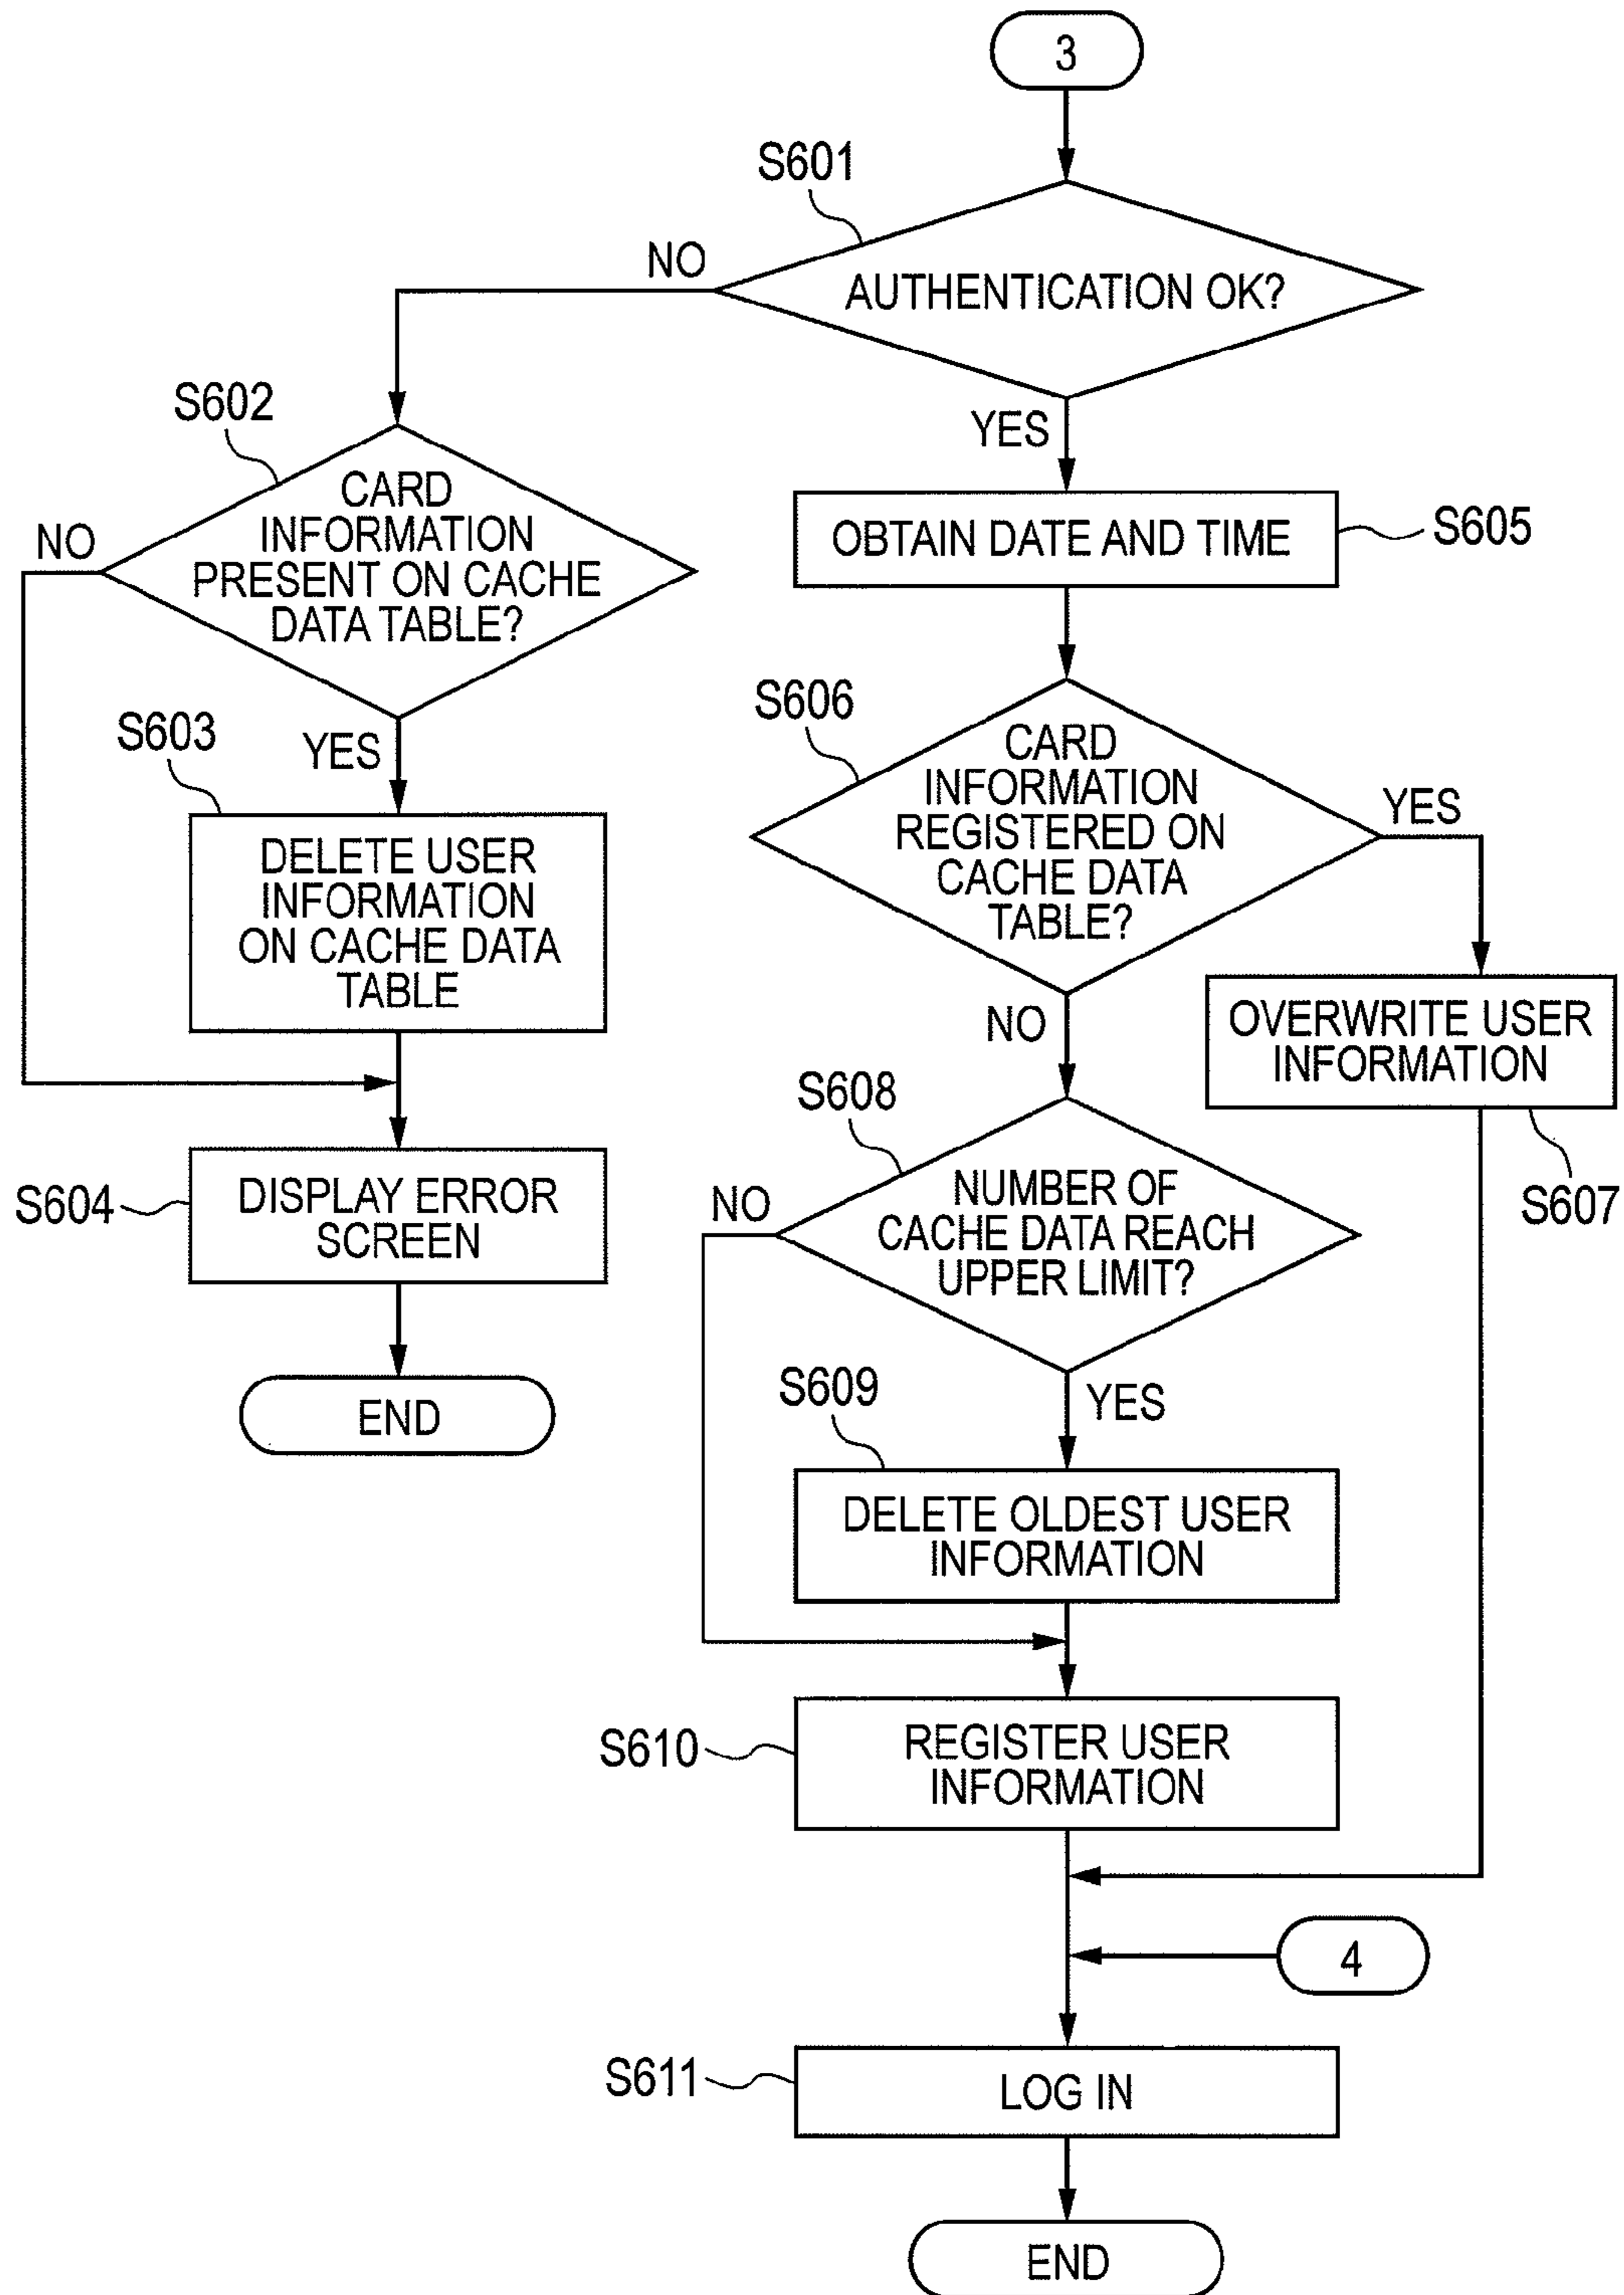 3
S601
NO
AUTHENTICATION OK?
YES
S602
NO
CARD
INFORMATION
PRESENT ON CACHE
DATA TABLE?
YES
S603
DELETE USER
INFORMATION
ON CACHE DATA
TABLE
S604
DISPLAY ERROR
SCREEN
END
OBTAIN DATE AND TIME
S605
S606
CARD
INFORMATION
REGISTERED ON
CACHE DATA
TABLE?
YES
OVERWRITE USER
INFORMATION
S607
NO
S608
NO
NUMBER OF
CACHE DATA REACH
UPPER LIMIT?
YES
S609
DELETE OLDEST USER
INFORMATION
S610
REGISTER USER
INFORMATION
4
S611
LOG IN
END